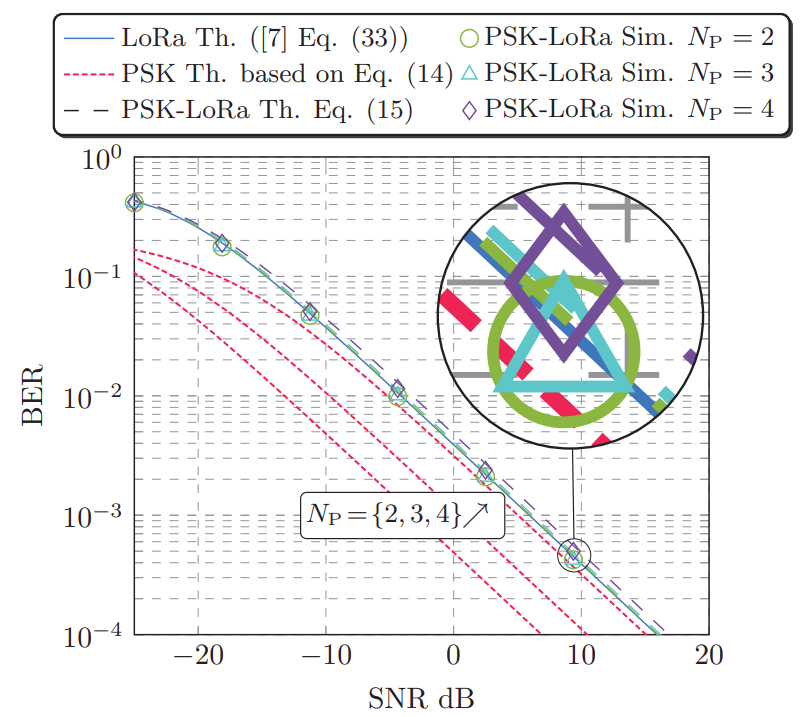 LoRa Th. ([7] Eq. (33))
PSK-LoRa Sim. N_P = 2
PSK Th. based on Eq. (14)
PSK-LoRa Sim. N_P = 3
PSK-LoRa Th. Eq. (15)
PSK-LoRa Sim. N_P = 4
10^0
10^−1
10^−2
10^−3
10^−4
BER
N_P={2, 3, 4}↗
−20 −10 0 10 20
SNR dB